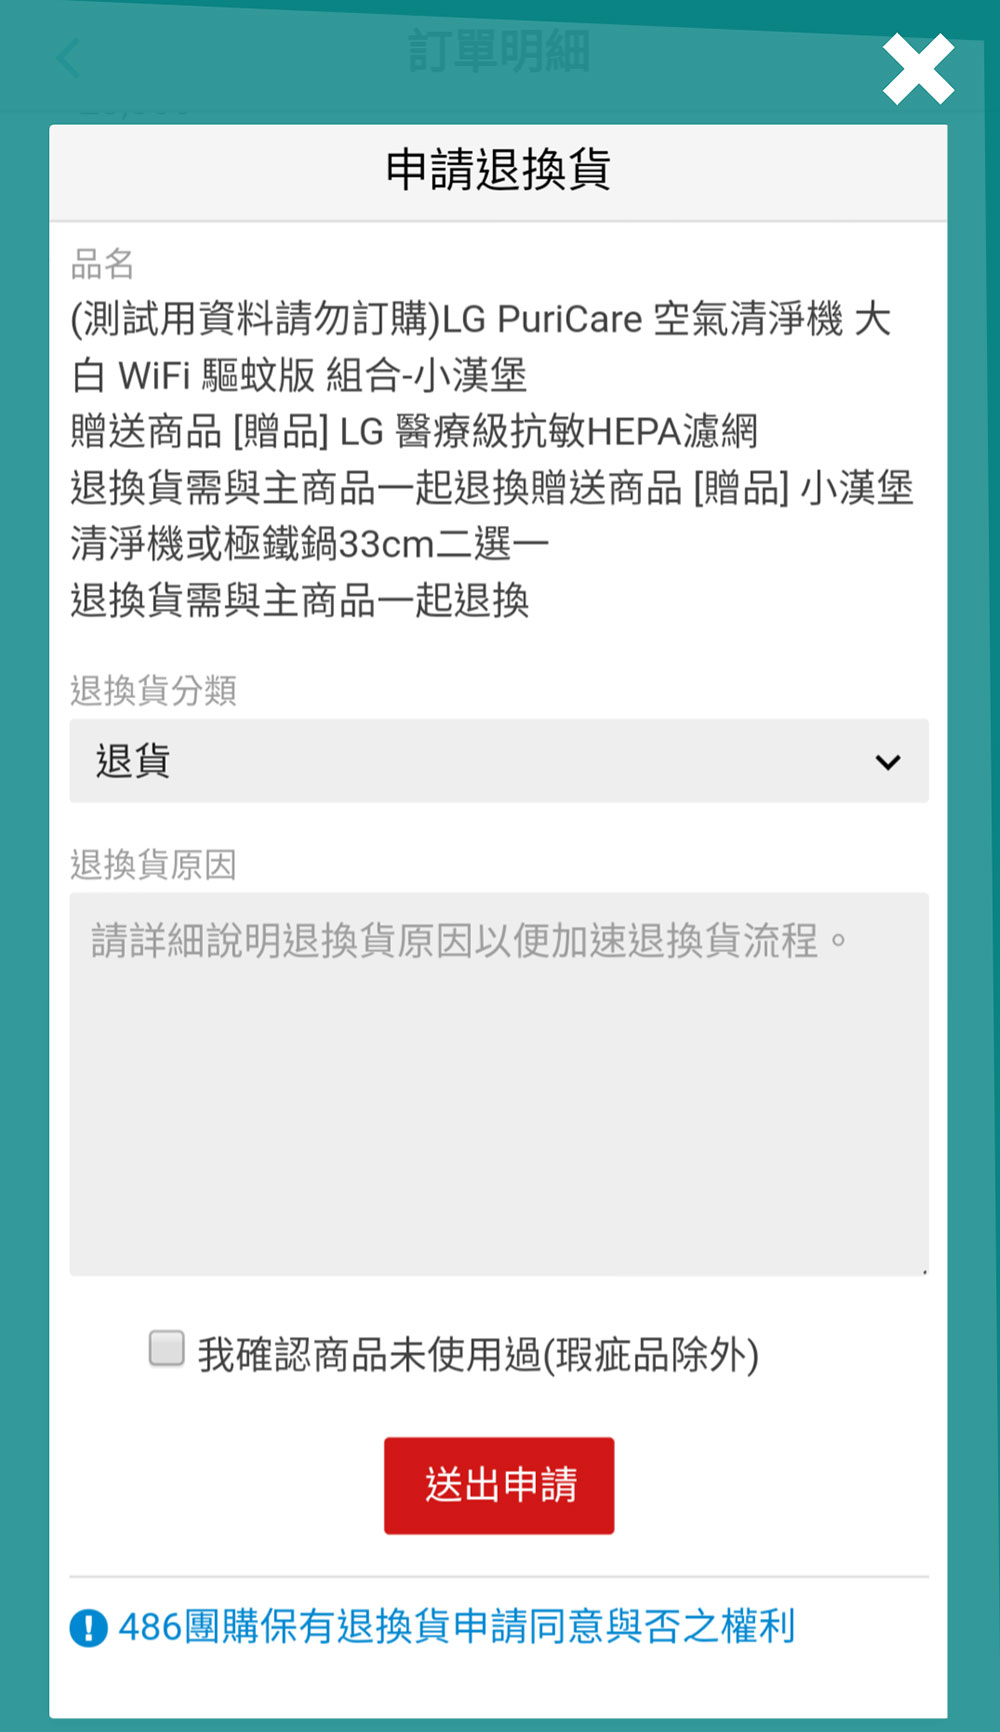 訂單明細
申請退換貨
品名
(測試用資料請勿訂購)LG PuriCare 空氣清淨機 大
白 WiFi 驅蚊版 組合-小漢堡
贈送商品 [贈品] LG 醫療級抗敏HEPA濾網
退換貨需與主商品一起退換贈送商品 [贈品] 小漢堡
清淨機或極鐵鍋33cm二選一
退換貨需與主商品一起退換
退換貨分類
退貨
退換貨原因
請詳細說明退換貨原因以便加速退換貨流程。
我確認商品未使用過(瑕疵品除外)
送出申請
486團購保有退換貨申請同意與否之權利